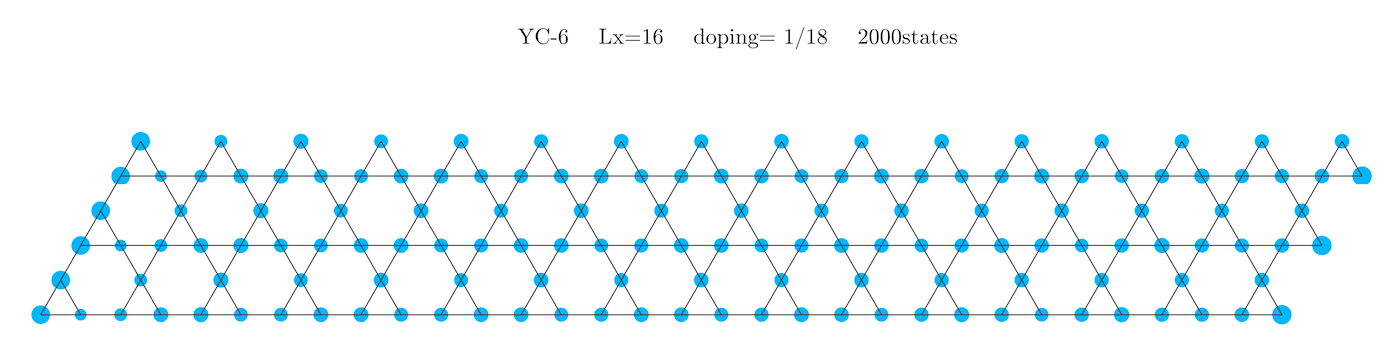 YC-6 Lx=16 doping= 1/18 2000states